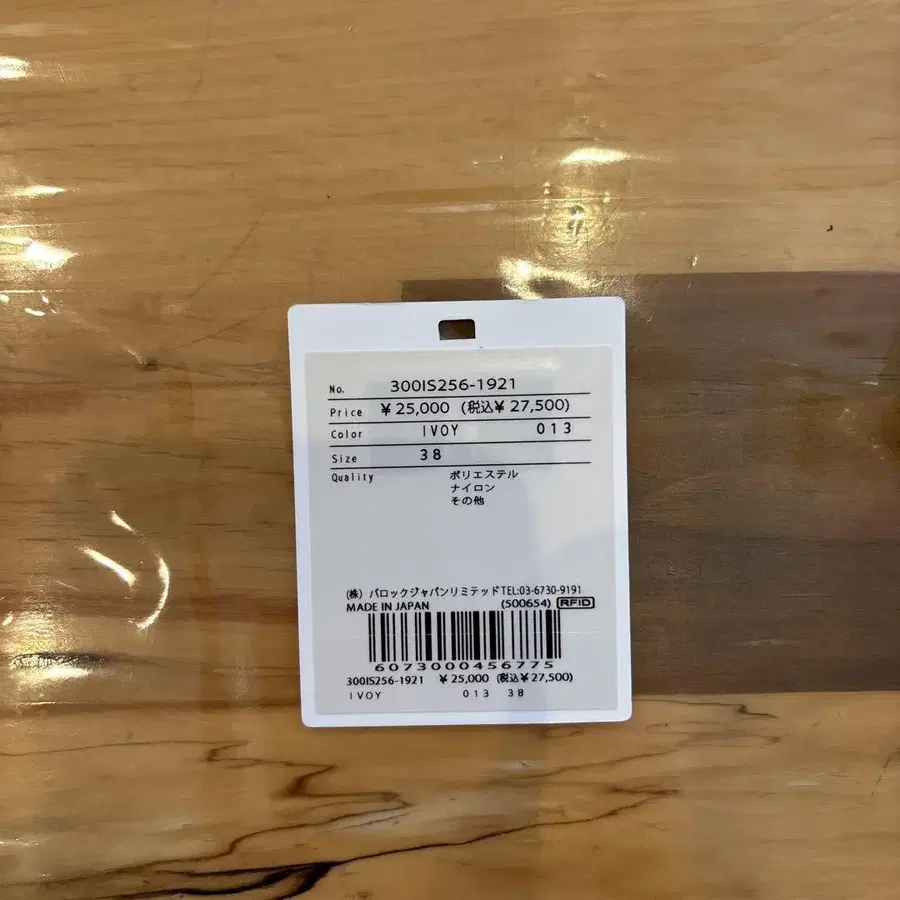 No. 300IS256-1921
Price ¥25,000 (税込¥27,500)
Color IVOY 013
Size 38
Quality ポリエステル
ナイロン
その他
(株) バロックジャパンリミテッド TEL:03-6730-9191
MADE IN JAPAN (500654) RFID
6073000456775
300IS256-1921 ¥25,000 (税込¥27,500)
IVOY 013 38